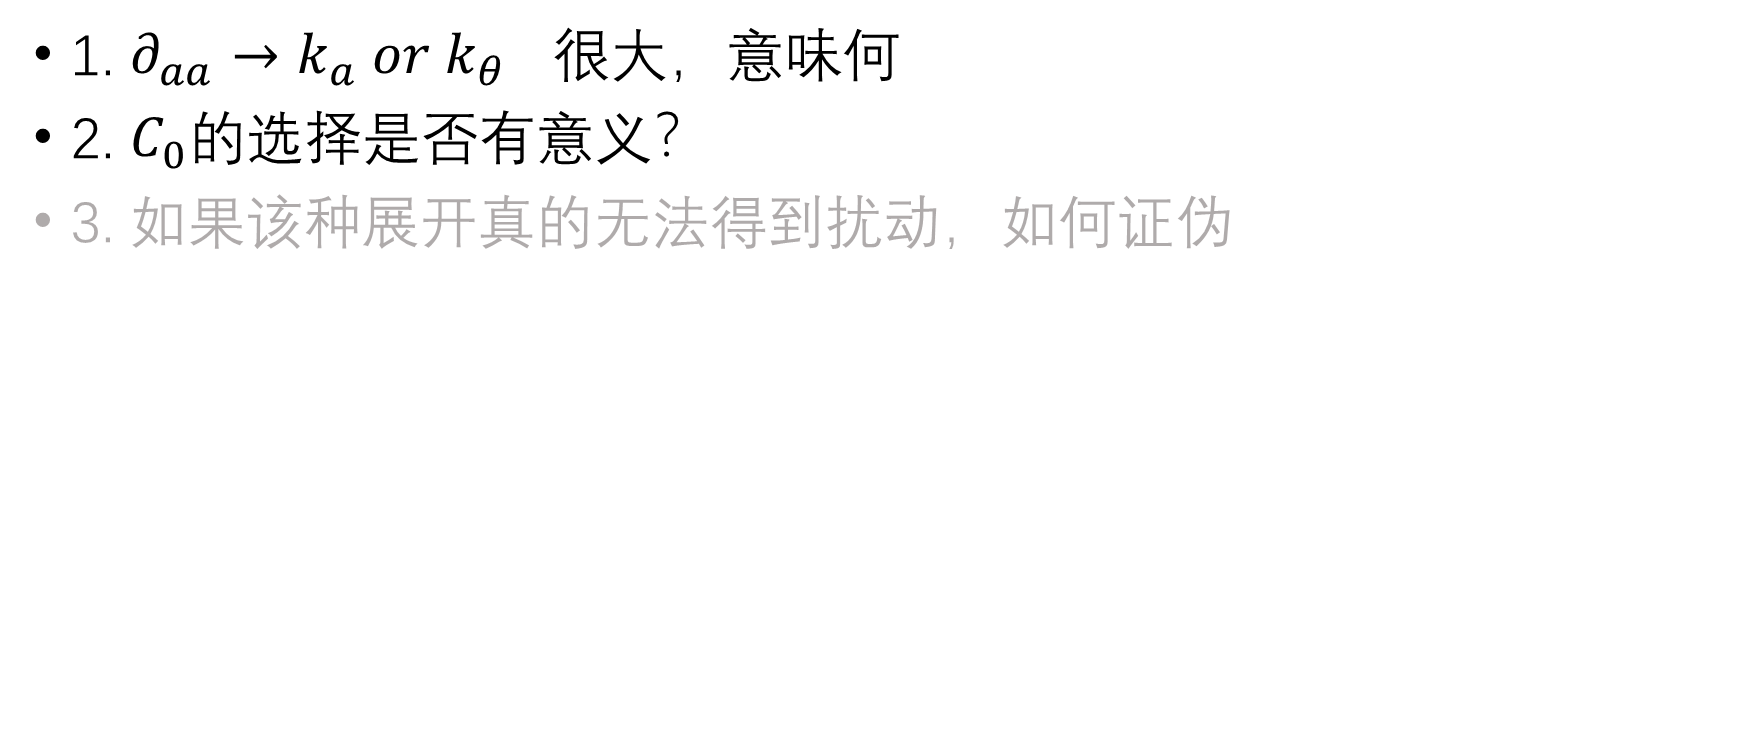 • 1. ∂ₐₐ → kₐ or k_θ 很大，意味何
• 2. C₀的选择是否有意义？
• 3. 如果该种展开真的无法得到扰动，如何证伪